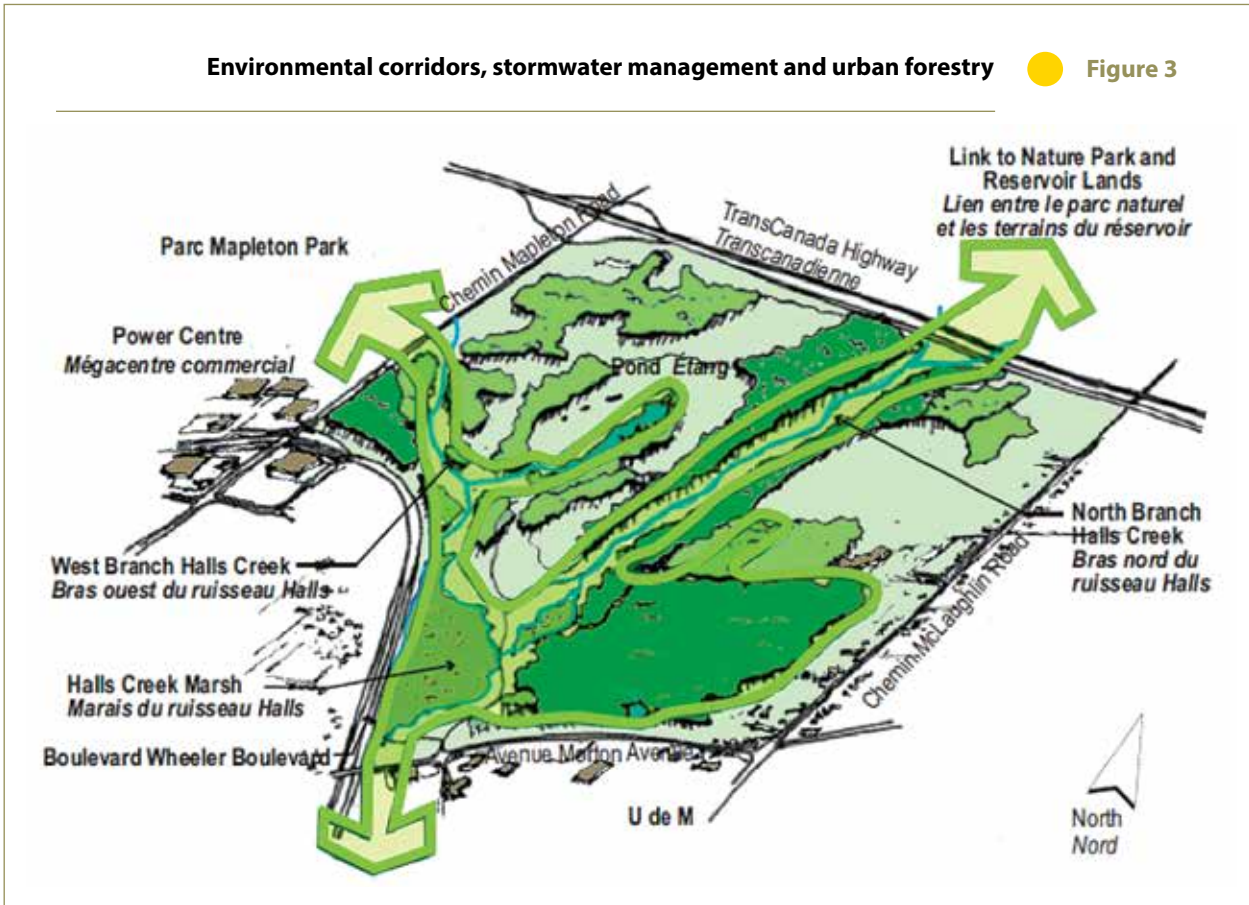 Environmental corridors, stormwater management and urban forestry
Figure 3
Link to Nature Park and
Reservoir Lands
Lien entre le parc naturel
et les terrains du réservoir
TransCanada Highway
Transcanadienne
Chemin Mapleton Road
Parc Mapleton Park
Power Centre
Mégacentre commercial
Pond Étang
North Branch
Halls Creek
Bras nord du
ruisseau Halls
West Branch Halls Creek
Bras ouest du ruisseau Halls
Chemin McLaughlin Road
Halls Creek Marsh
Marais du ruisseau Halls
Boulevard Wheeler Boulevard
Avenue Morton Avenue
U de M
North
Nord